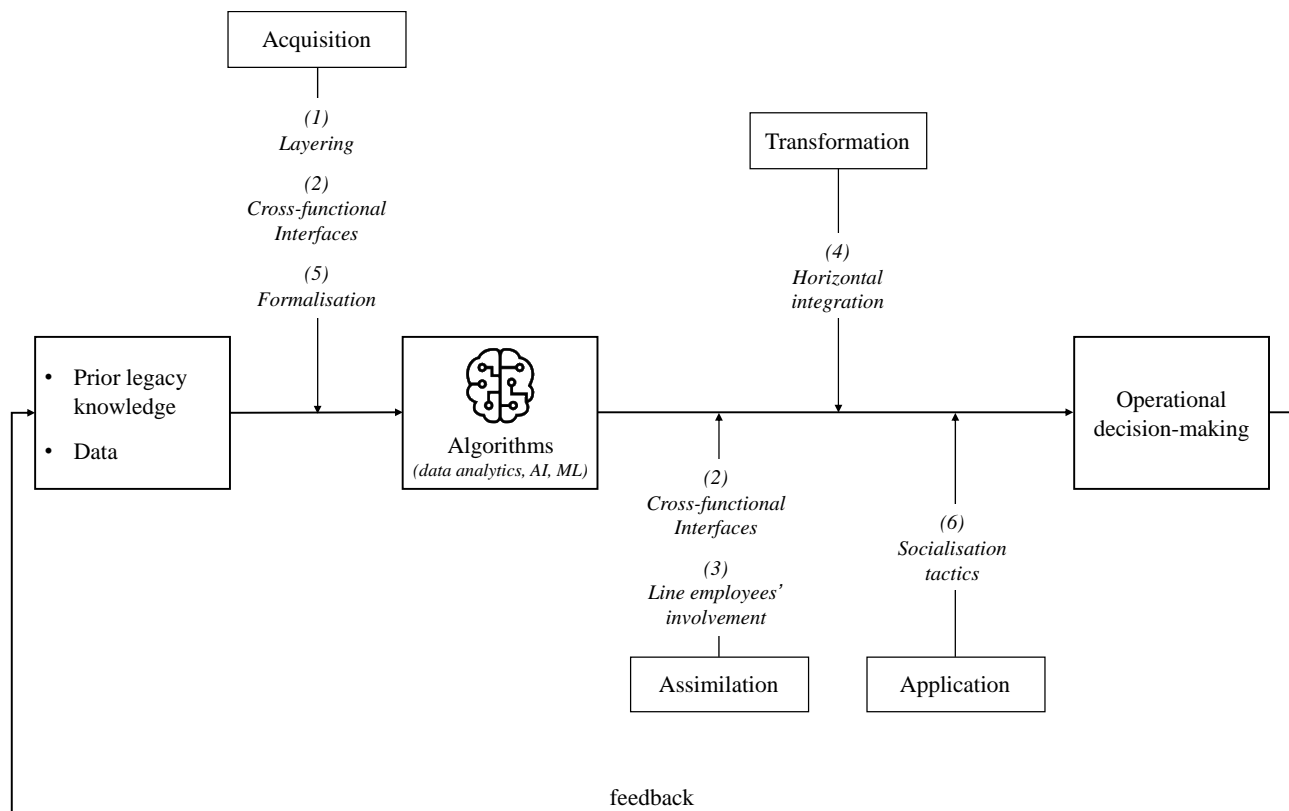 Acquisition
(1)
Layering
(2)
Cross-functional
Interfaces
(5)
Formalisation
Transformation
(4)
Horizontal
integration
• Prior legacy
knowledge
• Data
Algorithms
(data analytics, AI, ML)
Operational
decision-making
(2)
Cross-functional
Interfaces
(3)
Line employees’
involvement
Assimilation
(6)
Socialisation
tactics
Application
feedback